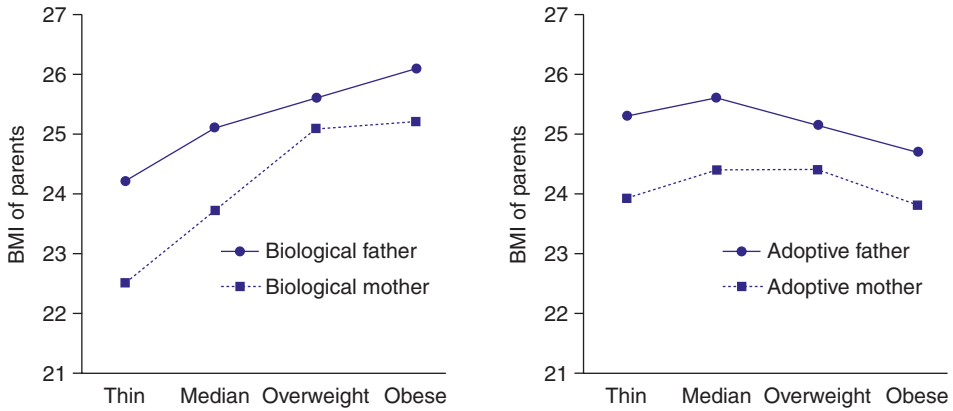 27
26
25
24
23
22
21
BMI of parents
Biological father
Biological mother
Thin Median Overweight Obese
27
26
25
24
23
22
21
BMI of parents
Adoptive father
Adoptive mother
Thin Median Overweight Obese